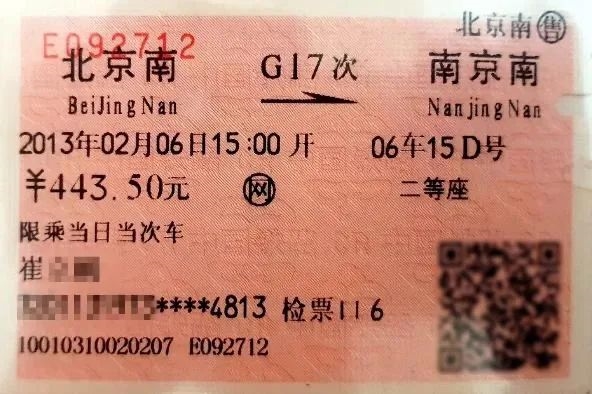 北京南 售
E092712
北京南 G17次 南京南
BeiJingNan NanjingNan
2013年02月06日15:00开 06车15D号
￥443.50元 网 二等座
限乘当日当次车
崔
****4813 检票口6
10010310020207 E092712